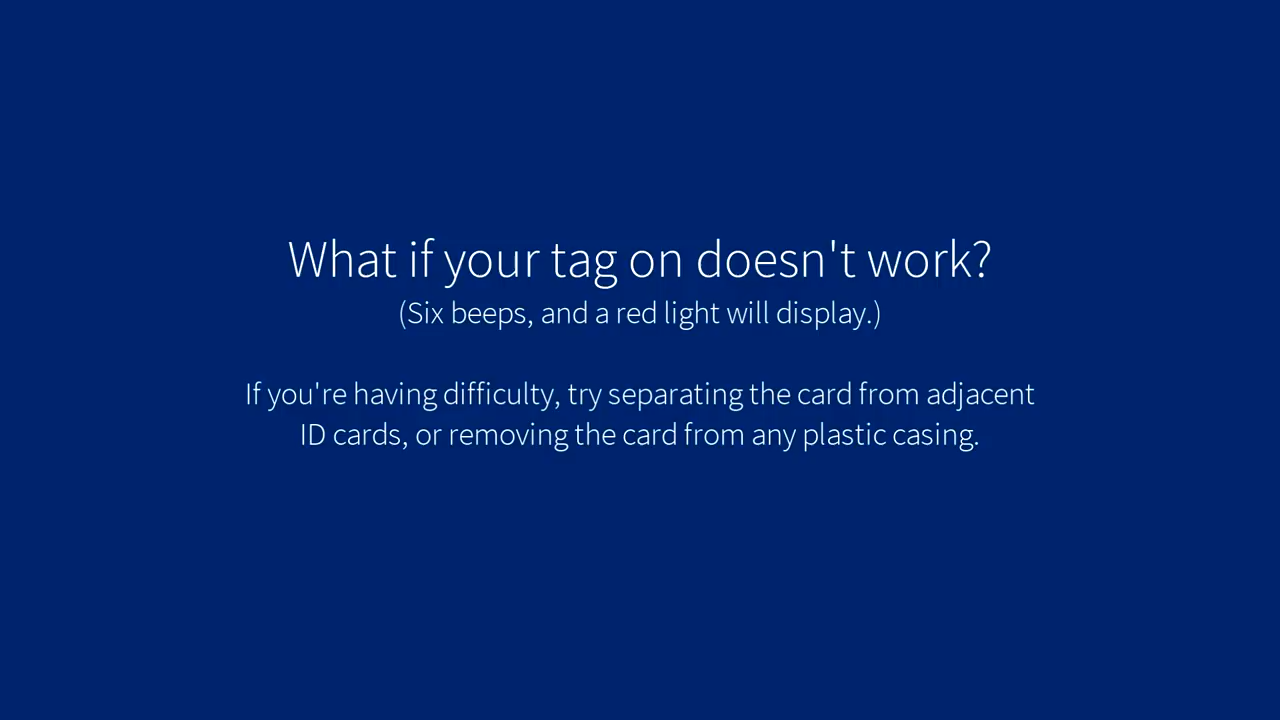 What if your tag on doesn't work?
(Six beeps, and a red light will display.)
If you're having difficulty, try separating the card from adjacent
ID cards, or removing the card from any plastic casing.